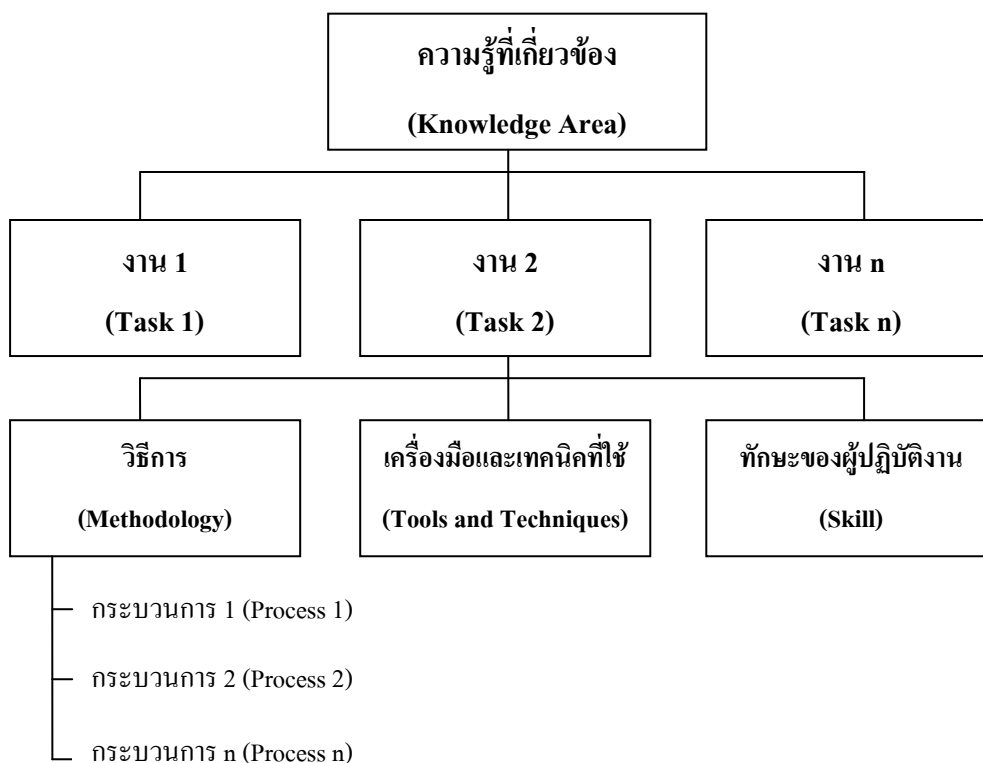 ความรู้ที่เกี่ยวข้อง
(Knowledge Area)
งาน 1
(Task 1)
งาน 2
(Task 2)
งาน n
(Task n)
วิธีการ
(Methodology)
เครื่องมือและเทคนิคที่ใช้
(Tools and Techniques)
ทักษะของผู้ปฏิบัติงาน
(Skill)
กระบวนการ 1 (Process 1)
กระบวนการ 2 (Process 2)
กระบวนการ n (Process n)